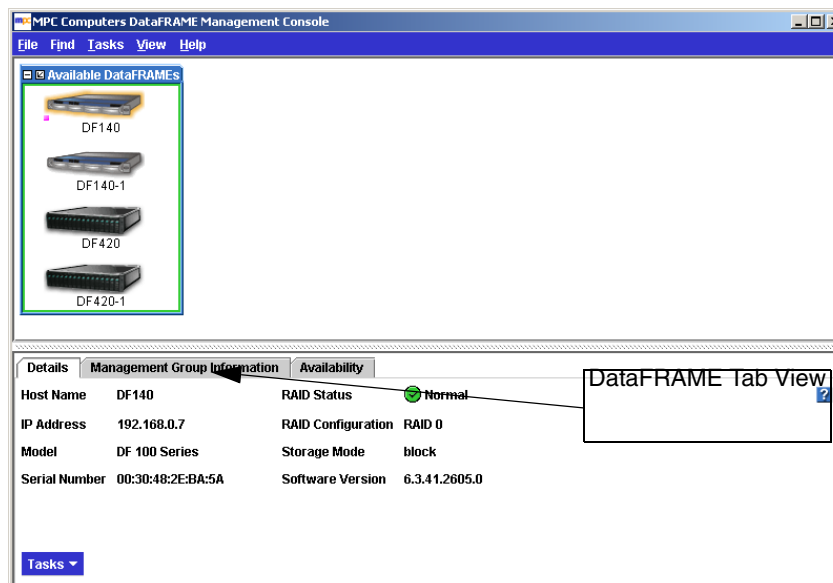 mpc MPC Computers DataFRAME Management Console
File Find Tasks View Help
Available DataFRAMEs
DF140
DF140-1
DF420
DF420-1
Details Management Group Information Availability
DataFRAME Tab View
Host Name DF140 RAID Status Normal ?
IP Address 192.168.0.7 RAID Configuration RAID 0
Model DF 100 Series Storage Mode block
Serial Number 00:30:48:2E:BA:5A Software Version 6.3.41.2605.0
Tasks